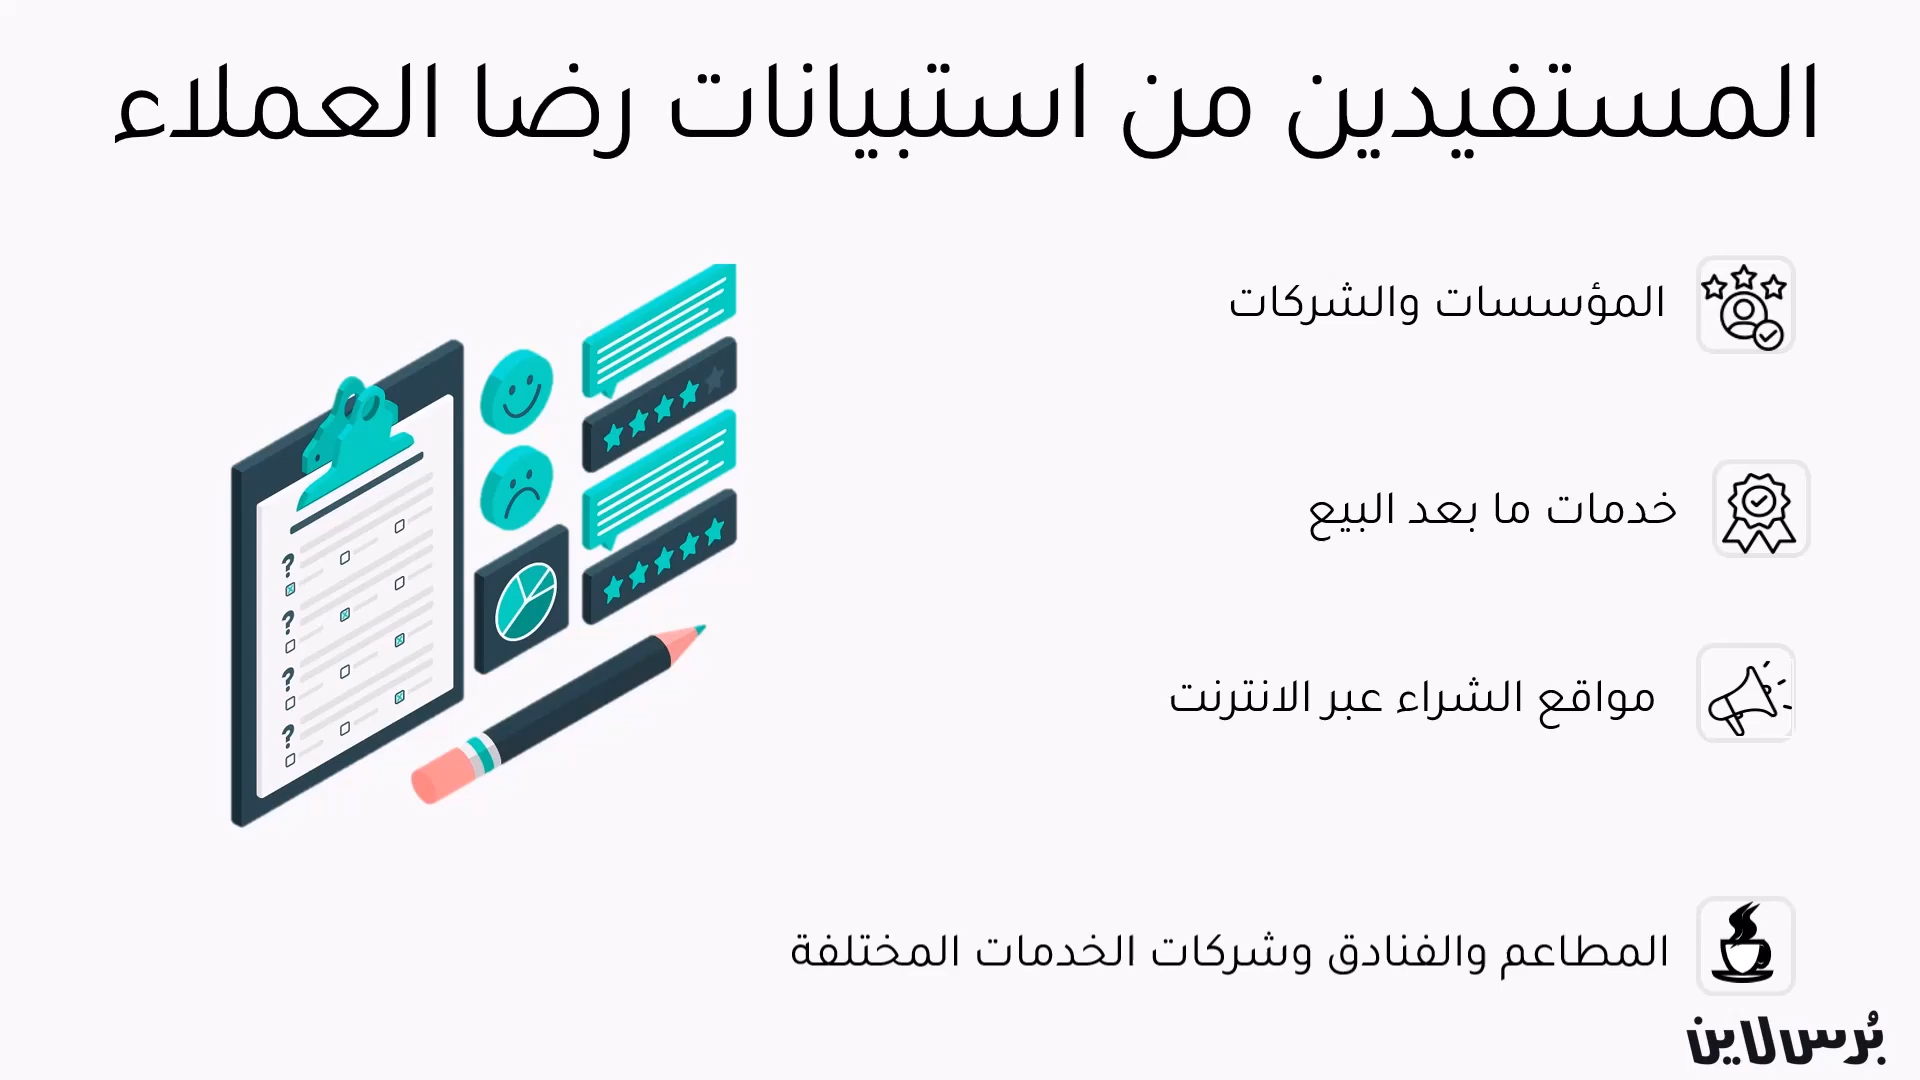 المستفيدين من استبيانات رضا العملاء
المؤسسات والشركات
خدمات ما بعد البيع
مواقع الشراء عبر الانترنت
المطاعم والفنادق وشركات الخدمات المختلفة
بُرس لاين
?
?
?
?